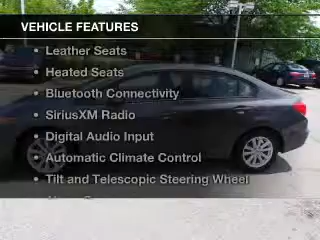 VEHICLE FEATURES
• Leather Seats
• Heated Seats
• Bluetooth Connectivity
• SiriusXM Radio
• Digital Audio Input
• Automatic Climate Control
• Tilt and Telescopic Steering Wheel